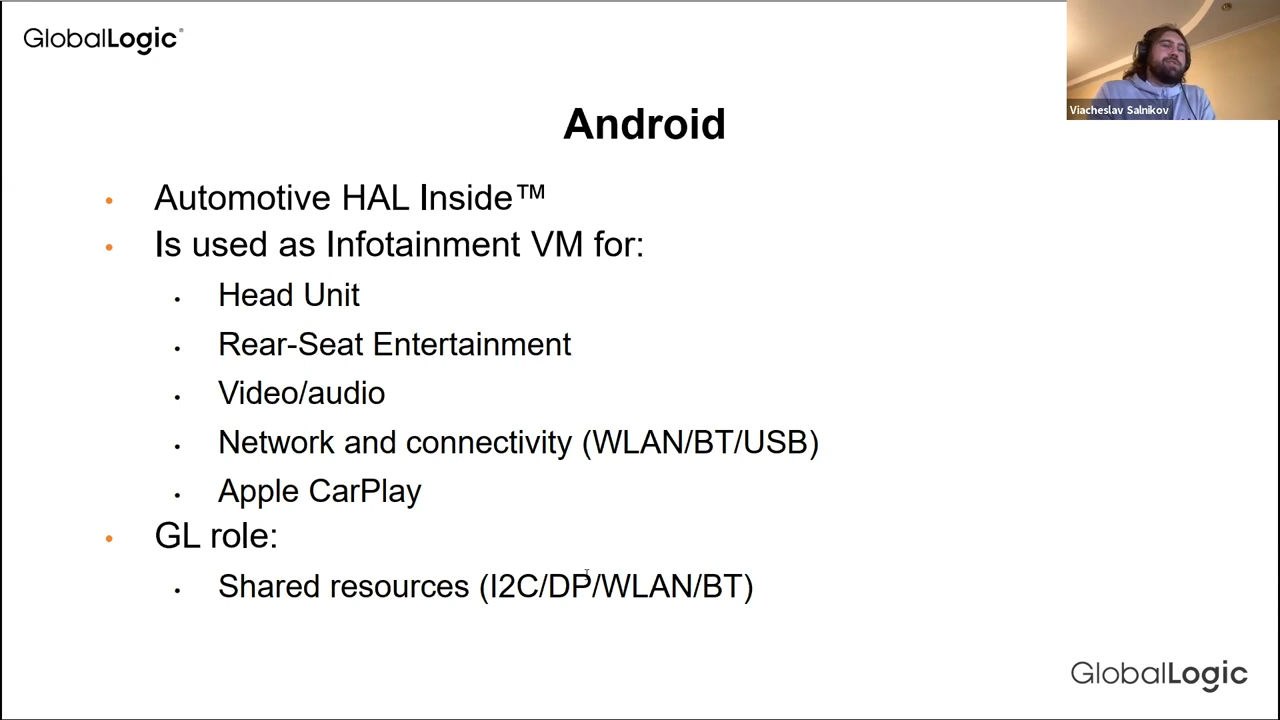 GlobalLogic®
Viacheslav Salnikov
Android
• Automotive HAL Inside™
• Is used as Infotainment VM for:
• Head Unit
• Rear-Seat Entertainment
• Video/audio
• Network and connectivity (WLAN/BT/USB)
• Apple CarPlay
• GL role:
• Shared resources (I2C/DP/WLAN/BT)
GlobalLogic